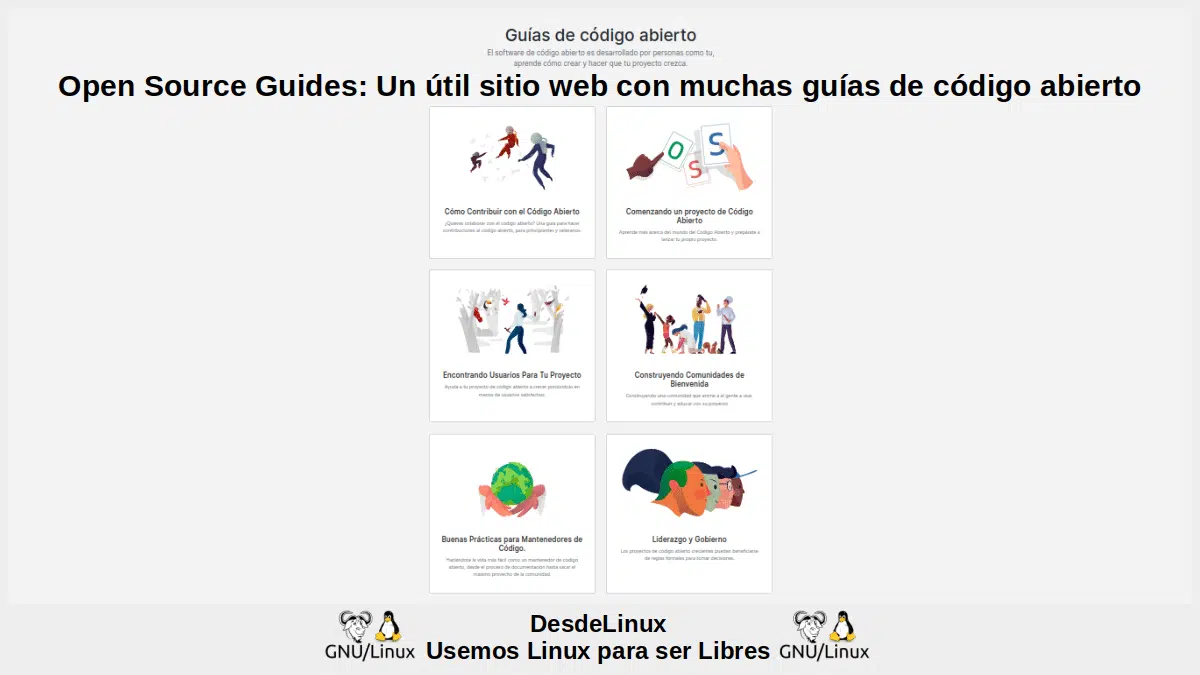 Guías de código abierto
El software de código abierto es desarrollado por personas como tu,
aprende cómo crear y hacer que tu proyecto crezca.
Open Source Guides: Un útil sitio web con muchas guías de código abierto
O
S
S
Cómo Contribuir con el Código Abierto
¿Quieres colaborar con el código abierto? Una guía para hacer
contribuciones al código abierto, para principiantes y veteranos.
Comenzando un proyecto de Código
Abierto
Aprende más acerca del mundo del Código Abierto y prepárate a
lanzar tu propio proyecto.
Encontrando Usuarios Para Tu Proyecto
Ayuda a tu proyecto de código abierto a crecer poniéndolo en
manos de usuarios satisfechos.
Construyendo Comunidades de
Bienvenida
Construyendo una comunidad que anime a la gente a usar,
contribuir y educar con su
Buenas Prácticas para Mantenedores de
Código.
Haciéndote la vida más fácil como un mantenedor de código
abierto, desde el proceso de documentación hasta sacar el
máximo provecho de la comunidad.
Liderazgo y Gobierno
Los proyectos de código abierto crecientes pueden beneficiarse
de reglas formales para tomar decisiones.
DesdeLinux
GNU/Linux Usemos Linux para ser Libres GNU/Linux